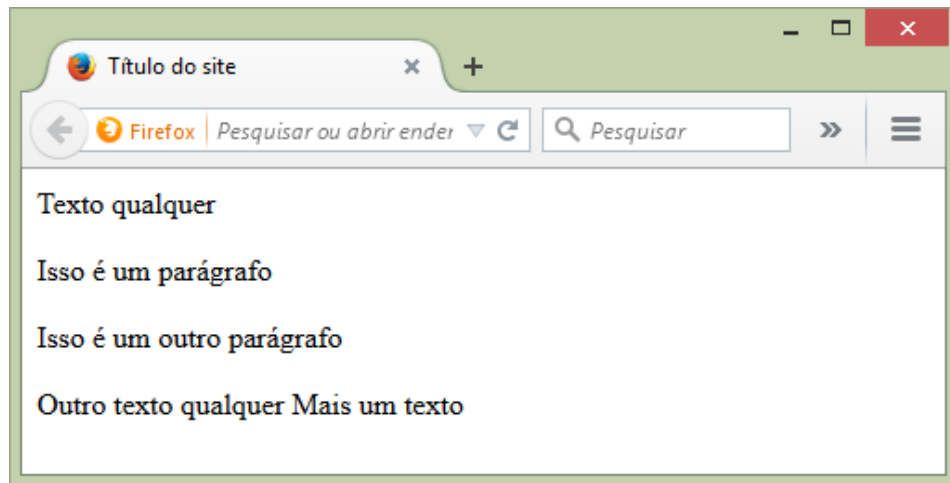 Título do site
Firefox Pesquisar ou abrir ender Pesquisar
Texto qualquer
Isso é um parágrafo
Isso é um outro parágrafo
Outro texto qualquer Mais um texto